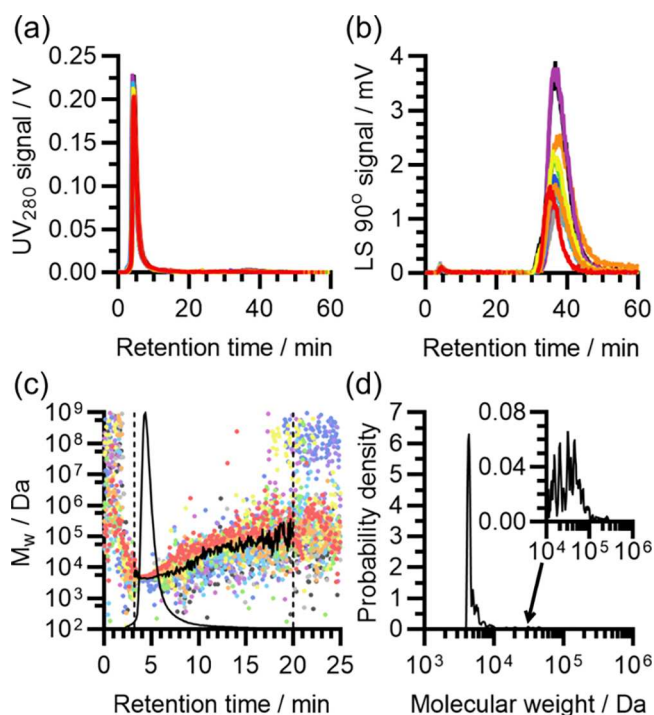 (a)
0.25
0.20
0.15
0.10
0.05
0.00
UV280 signal / V
0 20 40 60
Retention time / min
(b)
4
3
2
1
0
LS 90° signal / mV
0 20 40 60
Retention time / min
(c)
10⁹
10⁸
10⁷
10⁶
10⁵
10⁴
10³
10²
Mw / Da
0 5 10 15 20 25
Retention time / min
(d)
7
6
5
4
3
2
1
0
Probability density
0.08
0.04
0.00
10⁴ 10⁵ 10⁶
10³ 10⁴ 10⁵ 10⁶
Molecular weight / Da